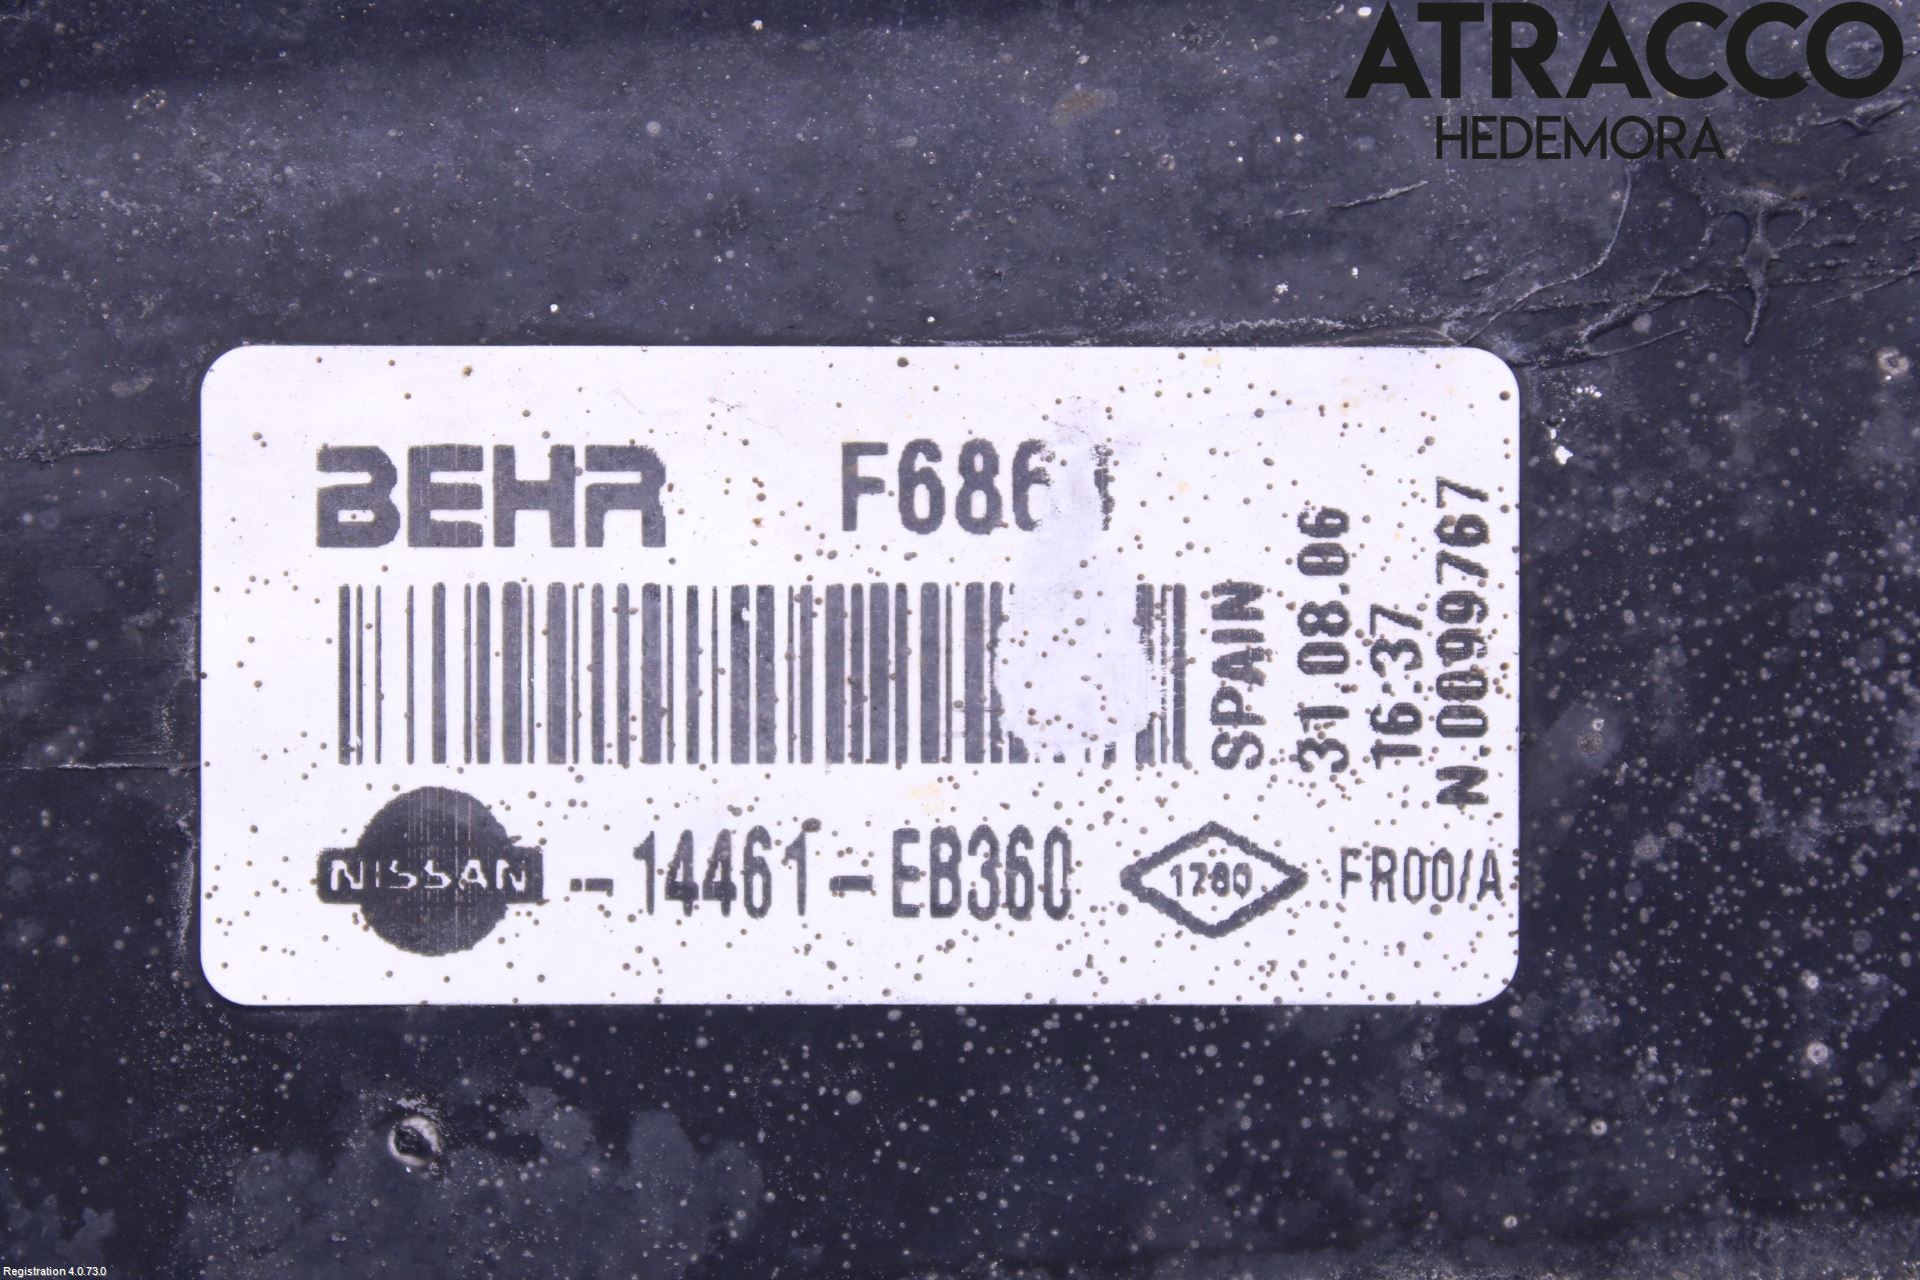 ATRACCO
HEDEMORA
BEHR
SPAIN
31.08.06
16:37
N.0099767
NISSAN
-14461-EB360
1780
FR00/A
Registration 4.0.73.0